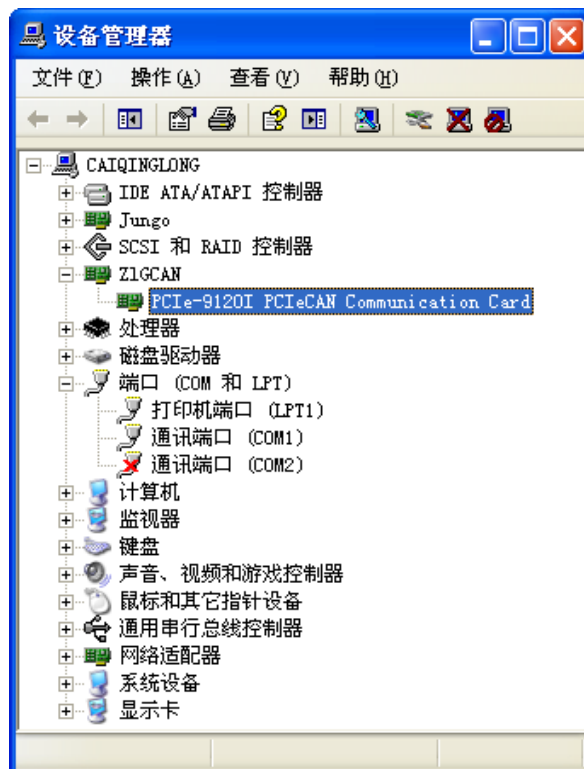 设备管理器
文件(F) 操作(A) 查看(V) 帮助(H)
CAIQINGLONG
IDE ATA/ATAPI 控制器
Jungo
SCSI 和 RAID 控制器
ZlGCAN
PCIe-9120I PCIeCAN Communication Card
处理器
磁盘驱动器
端口 (COM 和 LPT)
打印机端口 (LPT1)
通讯端口 (COM1)
通讯端口 (COM2)
计算机
监视器
键盘
声音、视频和游戏控制器
鼠标和其它指针设备
通用串行总线控制器
网络适配器
系统设备
显示卡